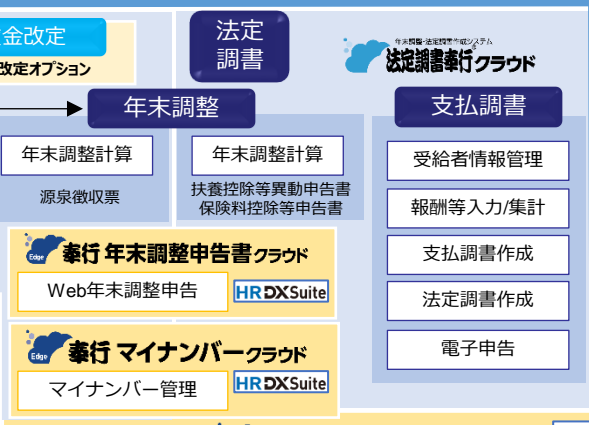 金改定
改定オプション
法定
調書
年末調整・法定調書作成システム
法定調書奉行クラウド
年末調整
支払調書
年末調整計算
源泉徴収票
年末調整計算
扶養控除等異動申告書
保険料控除等申告書
受給者情報管理
報酬等入力/集計
支払調書作成
法定調書作成
電子申告
Edge 奉行 年末調整申告書クラウド
Web年末調整申告
HR DX Suite
Edge 奉行 マイナンバークラウド
マイナンバー管理
HR DX Suite